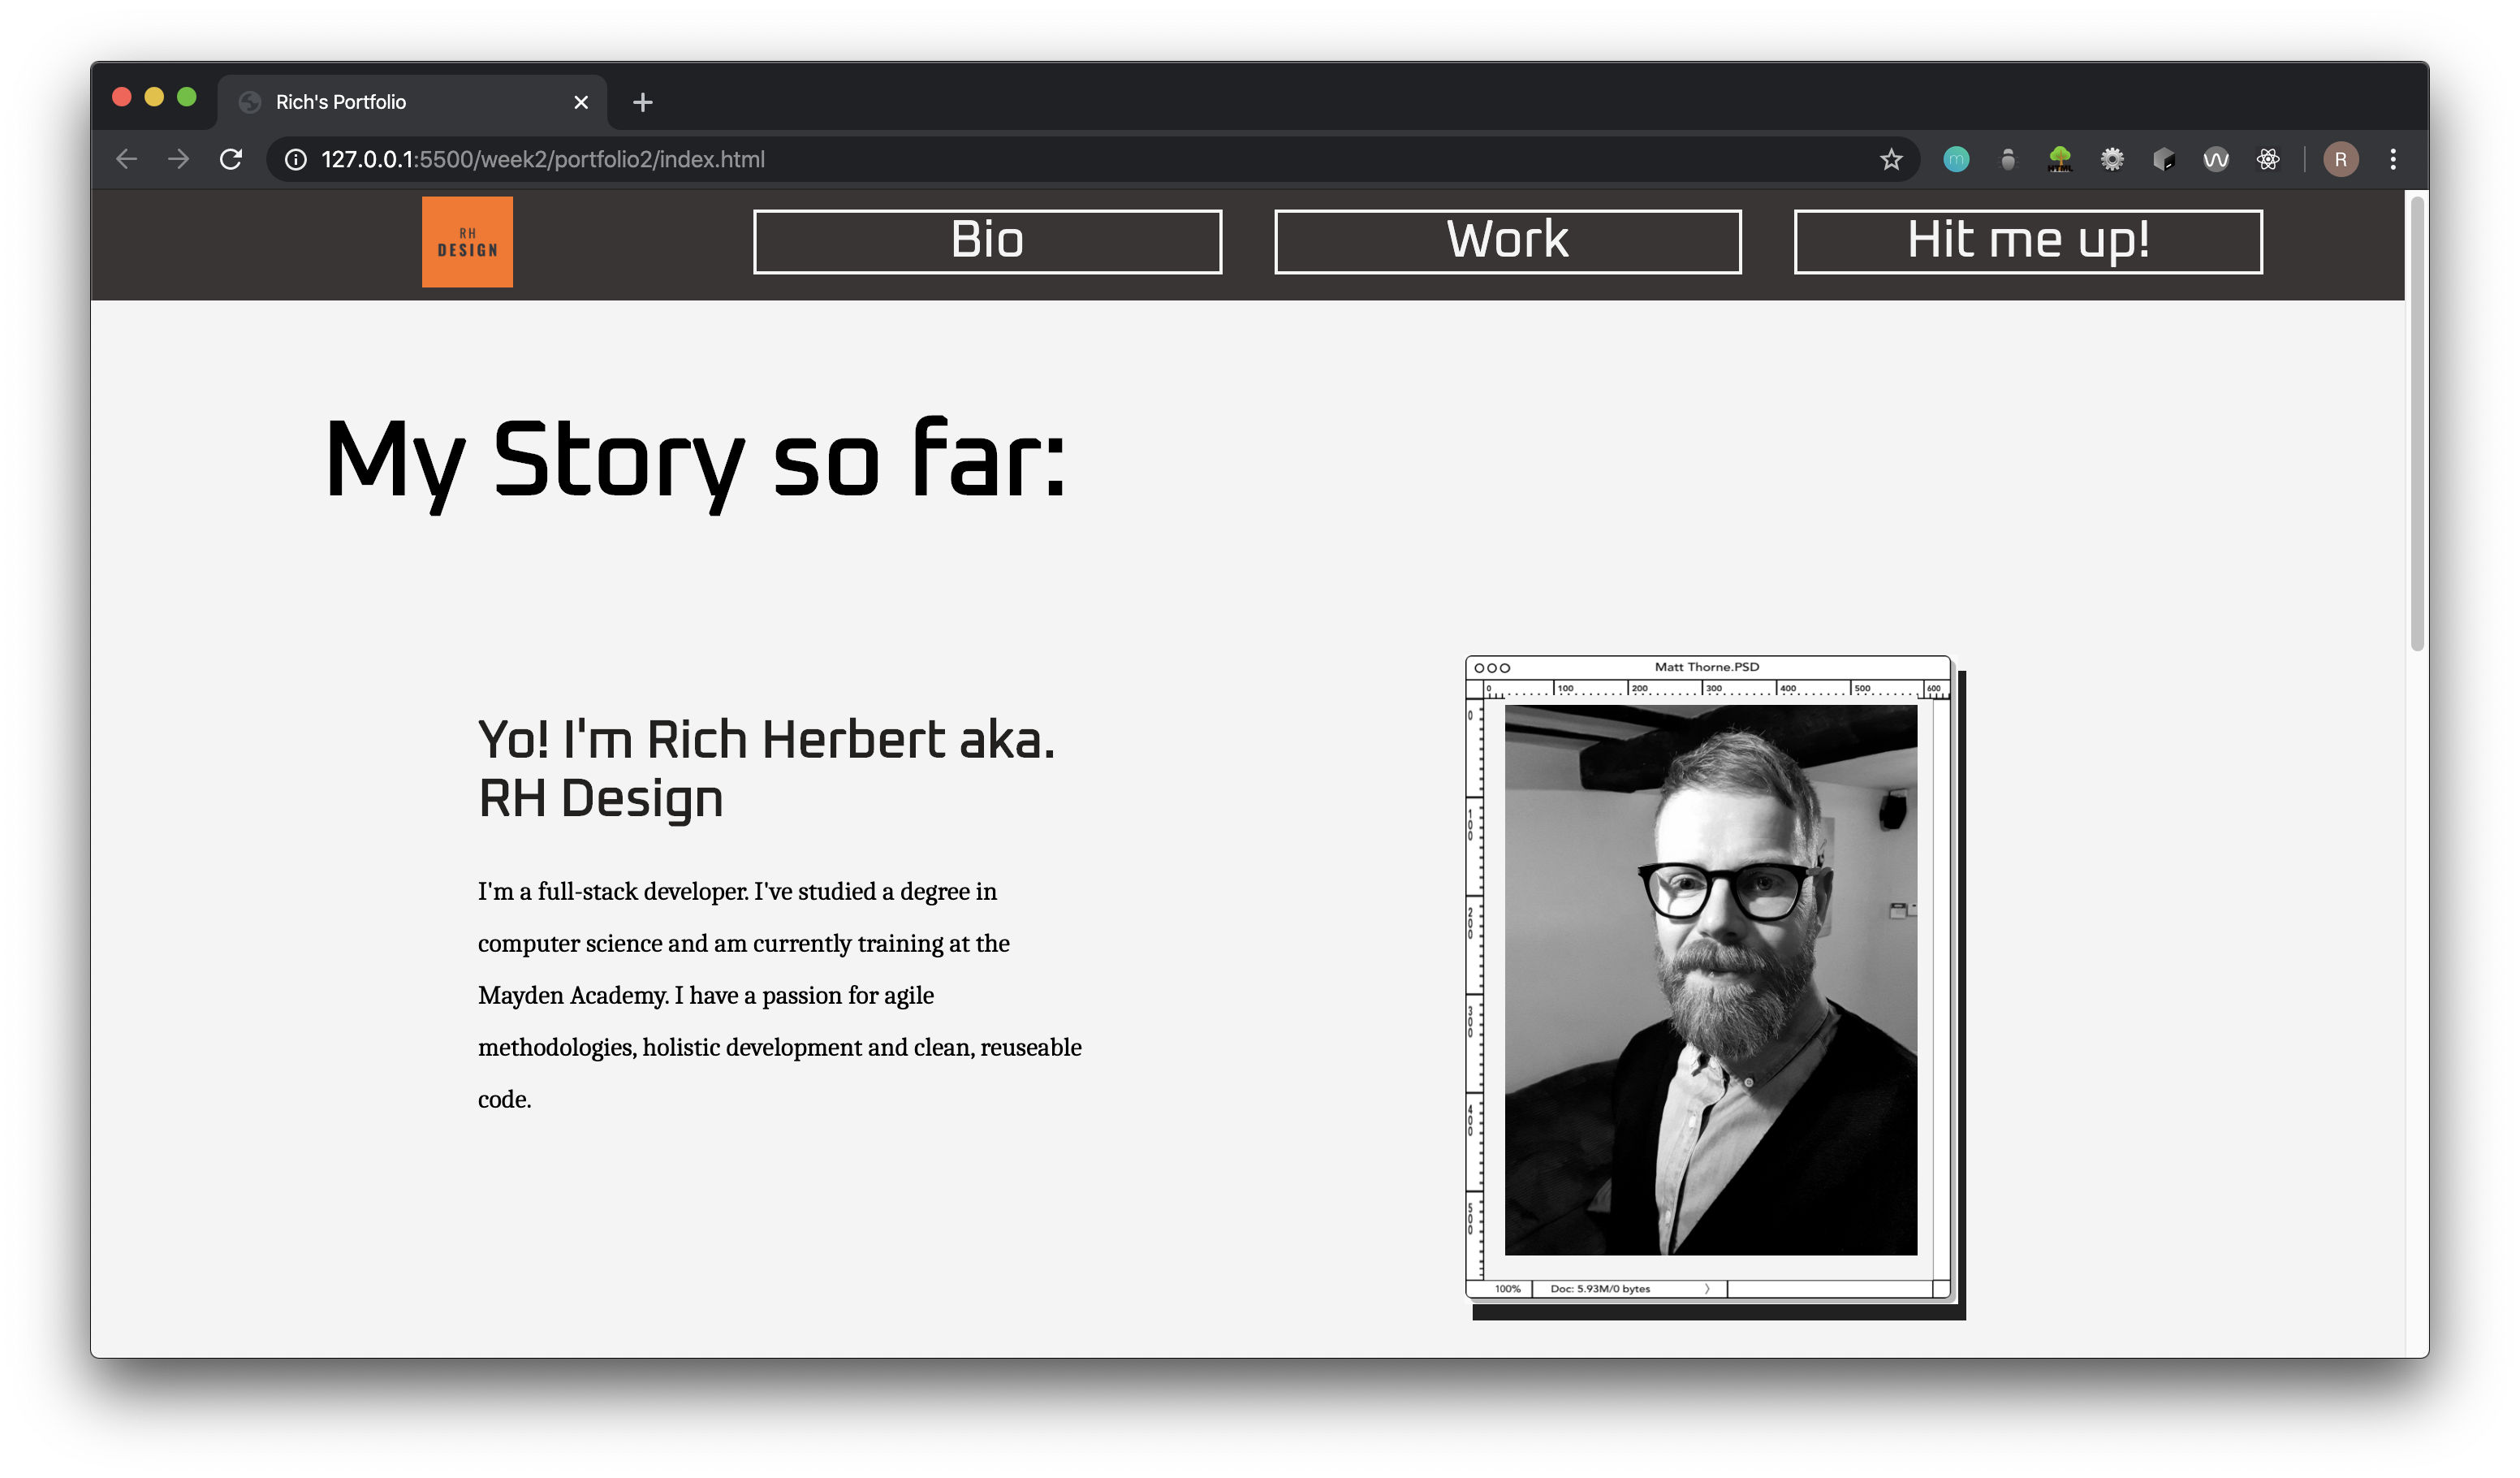 Rich's Portfolio
127.0.0.1:5500/week2/portfolio2/index.html
R
RH
DESIGN
Bio
Work
Hit me up!
My Story so far:
Matt Thorne.PSD
0 100 200 300 400 500 600
0
100
200
300
400
500
Yo! I'm Rich Herbert aka.
RH Design
I'm a full-stack developer. I've studied a degree in
computer science and am currently training at the
Mayden Academy. I have a passion for agile
methodologies, holistic development and clean, reuseable
code.
100% Doc: 5.93M/0 bytes